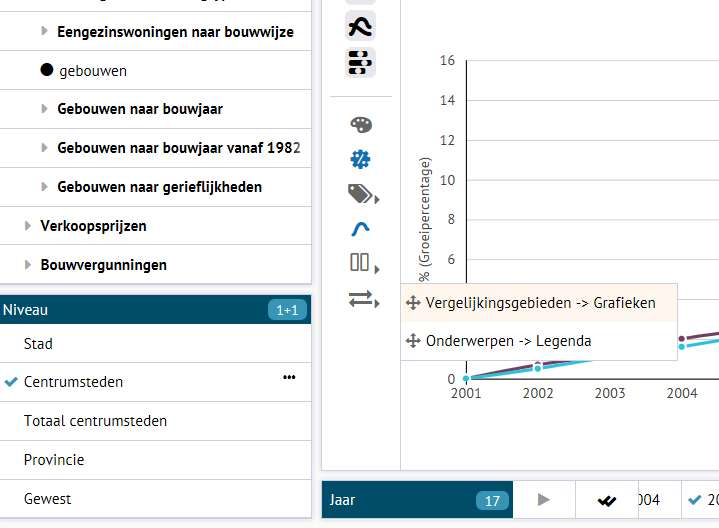 Eengezinswoningen naar bouwwijze
gebouwen
Gebouwen naar bouwjaar
Gebouwen naar bouwjaar vanaf 1982
Gebouwen naar gerieflijkheden
Verkoopsprijzen
Bouwvergunningen
Niveau 1+1
Stad
Centrumsteden
Totaal centrumsteden
Provincie
Gewest
16
14
12
10
8
6
0
% (Groeipercentage)
Vergelijkingsgebieden -> Grafieken
Onderwerpen -> Legenda
2001 2002 2003 2004
Jaar 17
004
20